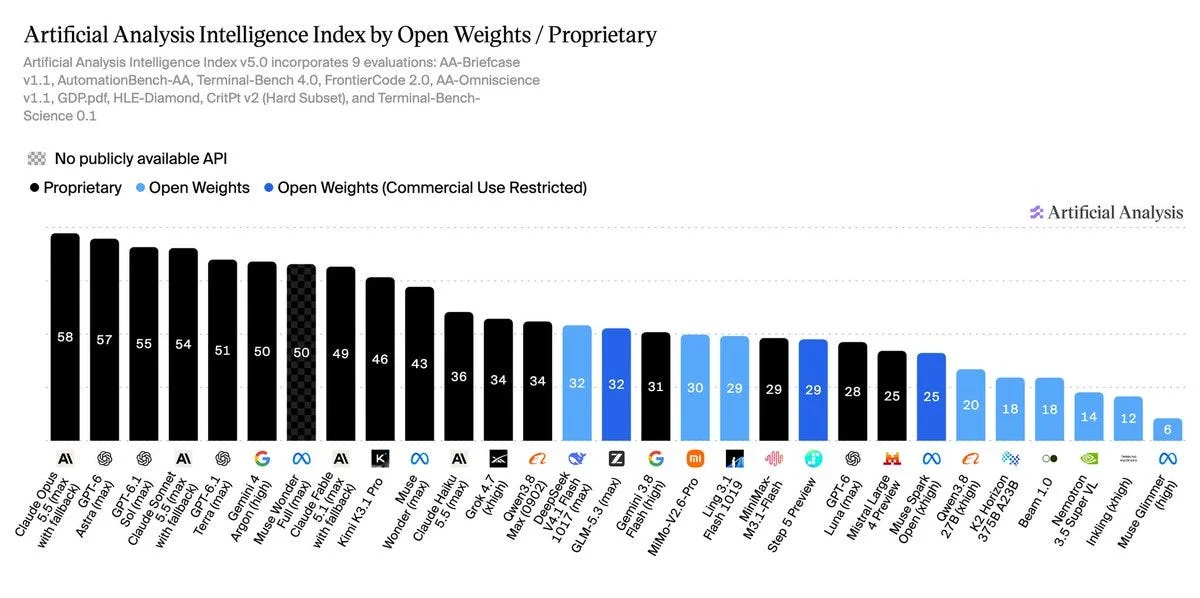 Artificial Analysis Intelligence Index by Open Weights / Proprietary
Artificial Analysis Intelligence Index v5.0 incorporates 9 evaluations: AA-Briefcase
v1.1, AutomationBench-AA, Terminal-Bench 4.0, FrontierCode 2.0, AA-Omniscience
v1.1, GDP.pdf, HLE-Diamond, CritPt v2 (Hard Subset), and Terminal-Bench-
Science 0.1
No publicly available API
Proprietary
Open Weights
Open Weights (Commercial Use Restricted)
Artificial Analysis
58
57
55
54
51
50
50
49
46
43
36
34
34
32
32
31
30
29
29
29
28
25
25
20
18
18
14
12
6
Claude Opus
5.5 (max
with fallback)
GPT-6
Astra (max)
GPT-6.1
Sol (max)
Claude Sonnet
5.5 (max
with fallback)
GPT-6.1
Terra (max)
Gemini 4
Argon (high)
Muse Wonder
Full (max)
Claude Fable
5.1 (max
with fallback)
Kimi K3.1 Pro
Muse
Wonder (max)
Claude Haiku
5.5 (max)
Grok 4.7
(xhigh)
Qwen3.8
Max (0902)
DeepSeek
V4.1 Flash
1017 (max)
GLM-5.3 (max)
Gemini 3.8
Flash (high)
MiMo-V2.6-Pro
Ling 3.1
Flash 1019
MiniMax-
M3.1-Flash
Step 5 Preview
GPT-6
Luna (max)
Mistral Large
4 Preview
Muse Spark
Open (xhigh)
Qwen3.8
27B (xhigh)
K2 Horizon
375B A23B
Beam 1.0
Nemotron
3.5 Super VL
Inkling (xhigh)
Muse Glimmer
(high)